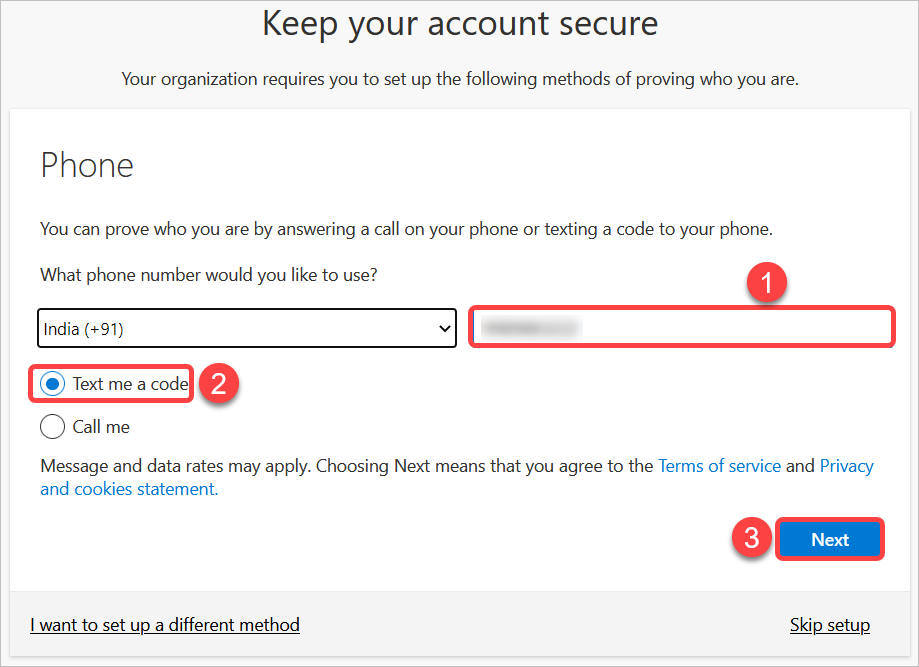 Keep your account secure
Your organization requires you to set up the following methods of proving who you are.
Phone
You can prove who you are by answering a call on your phone or texting a code to your phone.
What phone number would you like to use?
1
India (+91)
Text me a code
2
Call me
Message and data rates may apply. Choosing Next means that you agree to the Terms of service and Privacy
and cookies statement.
3
Next
I want to set up a different method
Skip setup